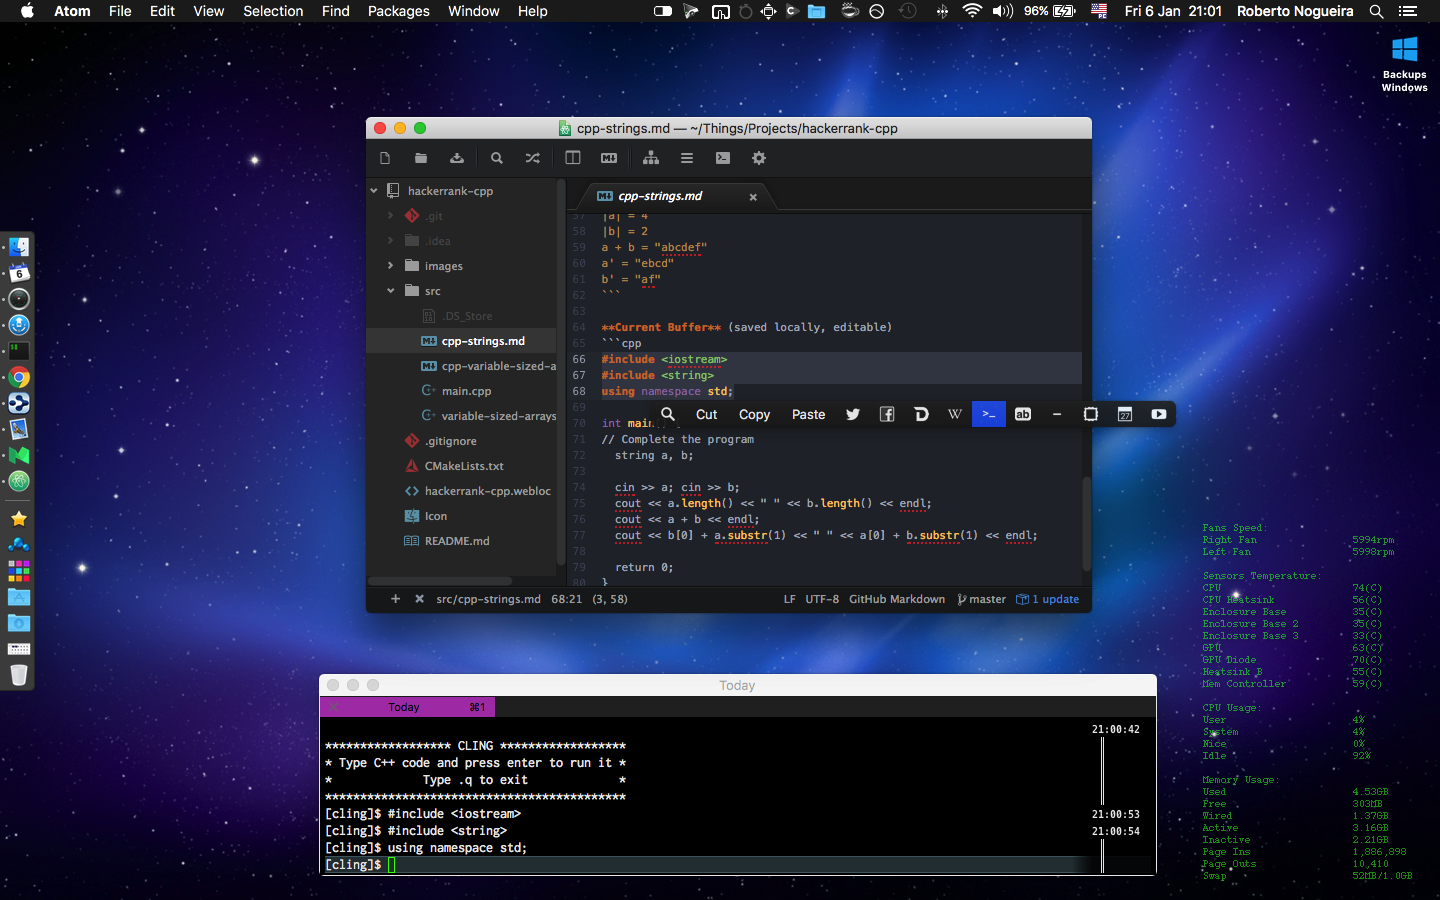 Atom File Edit View Selection Find Packages Window Help
96% Fri 6 Jan 21:01 Roberto Nogueira
Backups
Windows
cpp-strings.md — ~/Things/Projects/hackerrank-cpp
hackerrank-cpp
.git
.idea
images
src
.DS_Store
cpp-strings.md
cpp-variable-sized-a
main.cpp
variable-sized-arrays
.gitignore
CMakeLists.txt
hackerrank-cpp.webloc
Icon
README.md
cpp-strings.md
57 |a| = 4
58 |b| = 2
59 a + b = "abcdef"
60 a' = "ebcd"
61 b' = "af"
62 ```
63
64 **Current Buffer** (saved locally, editable)
65 ```cpp
66 #include <iostream>
67 #include <string>
68 using namespace std;
69
Cut Copy Paste
W >_ ab 27
70 int main
71 // Complete the program
72 string a, b;
73
74 cin >> a; cin >> b;
75 cout << a.length() << " " << b.length() << endl;
76 cout << a + b << endl;
77 cout << b[0] + a.substr(1) << " " << a[0] + b.substr(1) << endl;
78
79 return 0;
80 }
src/cpp-strings.md 68:21 (3, 58) LF UTF-8 GitHub Markdown master 1 update
Today
Today ⌘1
21:00:42
****************** CLING ******************
* Type C++ code and press enter to run it *
* Type .q to exit *
*******************************************
[cling]$ #include <iostream> 21:00:53
[cling]$ #include <string> 21:00:54
[cling]$ using namespace std;
[cling]$
Fans Speed:
Right Fan 5994rpm
Left Fan 5998rpm
Sensors Temperature:
CPU 74(C)
CPU Heatsink 56(C)
Enclosure Base 35(C)
Enclosure Base 2 35(C)
Enclosure Base 3 33(C)
GPU 63(C)
GPU Diode 70(C)
Heatsink B 55(C)
Mem Controller 59(C)
CPU Usage:
User 4%
System 4%
Nice 0%
Idle 92%
Memory Usage:
Used 4.53GB
Free 303MB
Wired 1.37GB
Active 3.16GB
Inactive 2.21GB
Page Ins 1,886,898
Page Outs 10,410
Swap 52MB/1.0GB